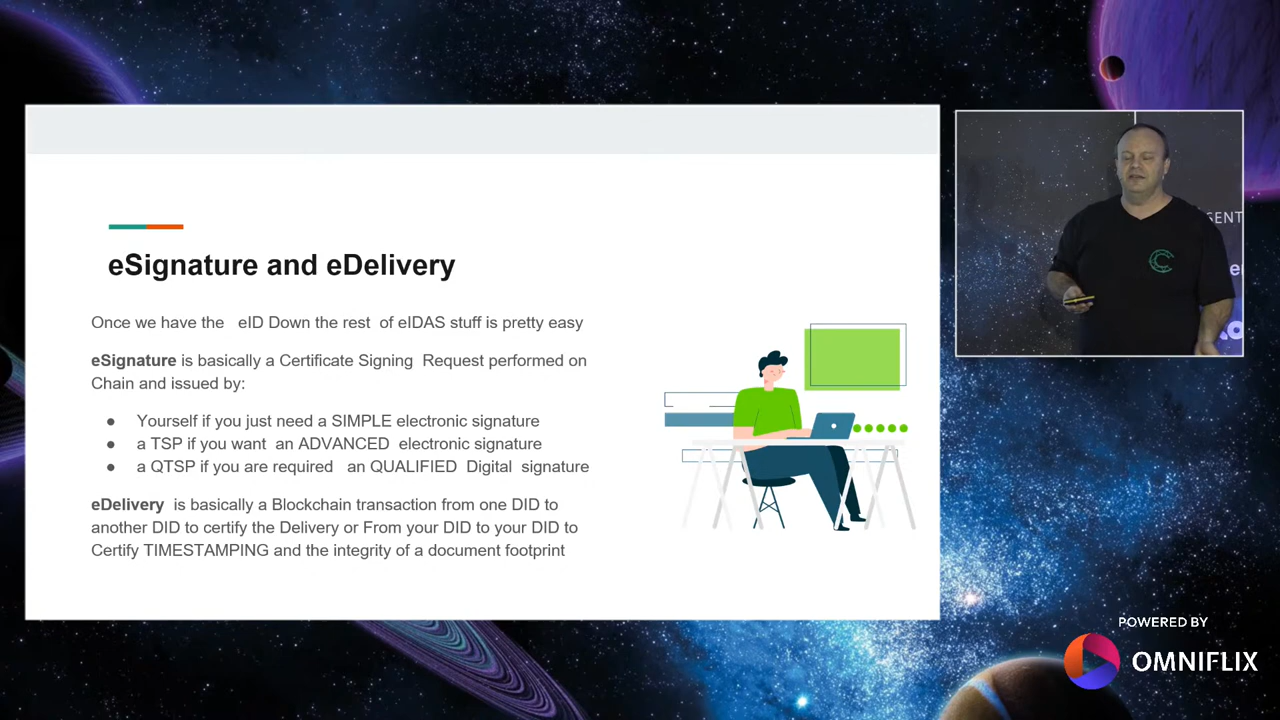 eSignature and eDelivery
Once we have the eID Down the rest of eIDAS stuff is pretty easy
eSignature is basically a Certificate Signing Request performed on
Chain and issued by:
● Yourself if you just need a SIMPLE electronic signature
● a TSP if you want an ADVANCED electronic signature
● a QTSP if you are required an QUALIFIED Digital signature
eDelivery is basically a Blockchain transaction from one DID to
another DID to certify the Delivery or From your DID to your DID to
Certify TIMESTAMPING and the integrity of a document footprint
SENT
POWERED BY
OMNIFLIX